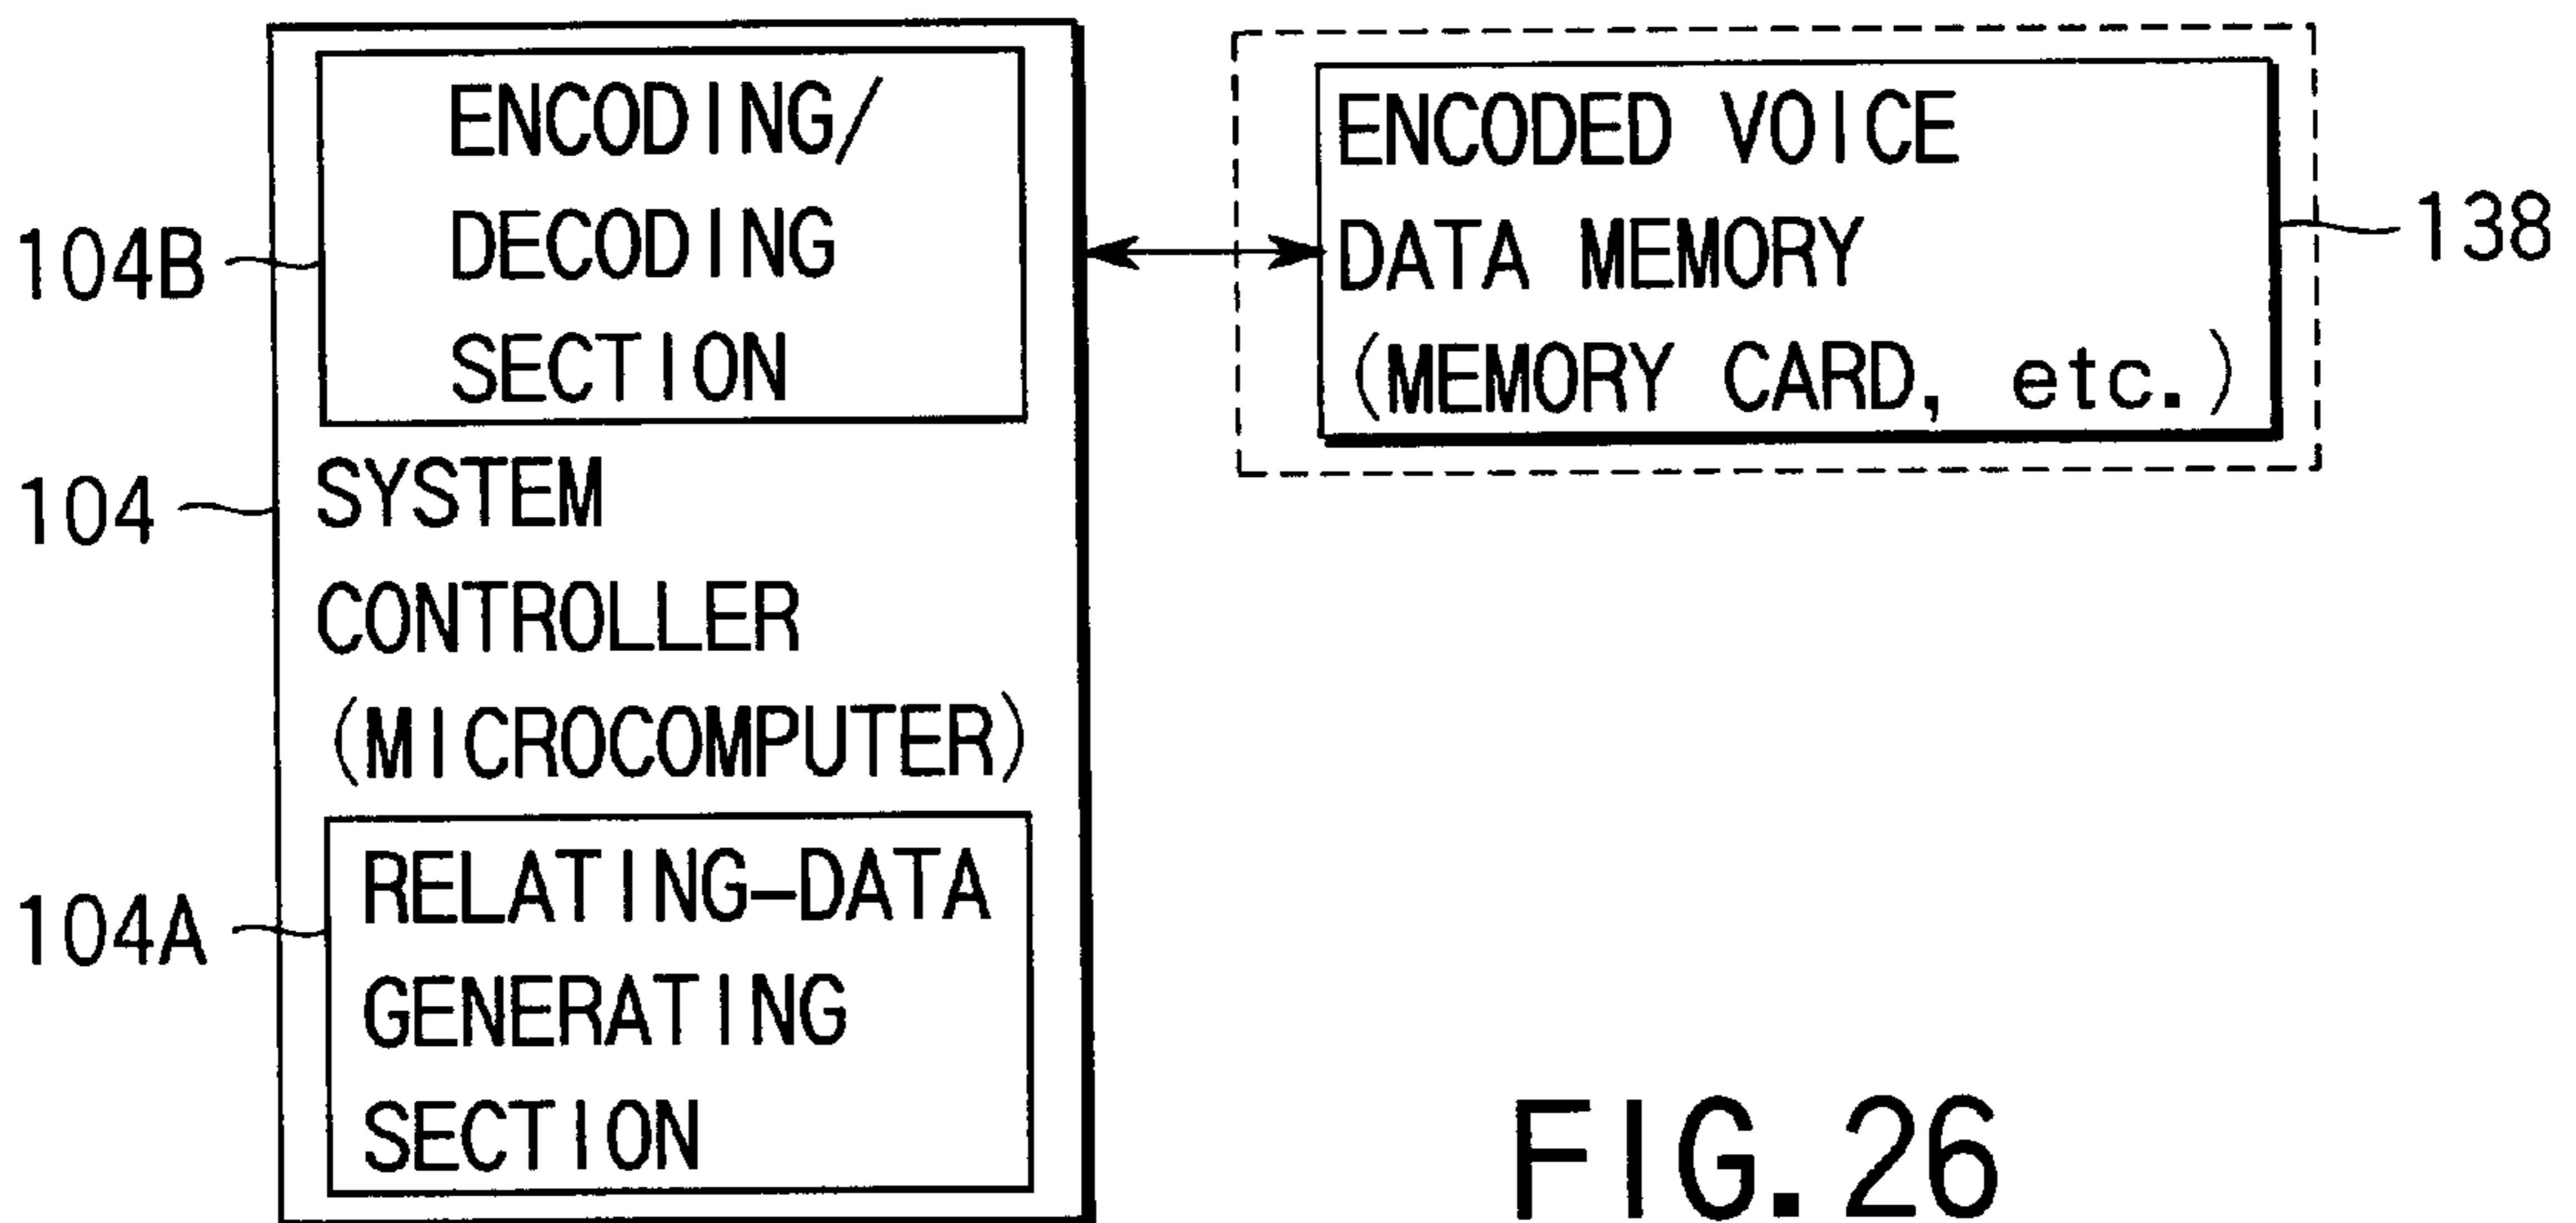 ENCODING/
DECODING
SECTION
104B
SYSTEM
CONTROLLER
(MICROCOMPUTER)
104
RELATING-DATA
GENERATING
SECTION
104A
ENCODED VOICE
DATA MEMORY
(MEMORY CARD, etc.)
138
FIG. 26